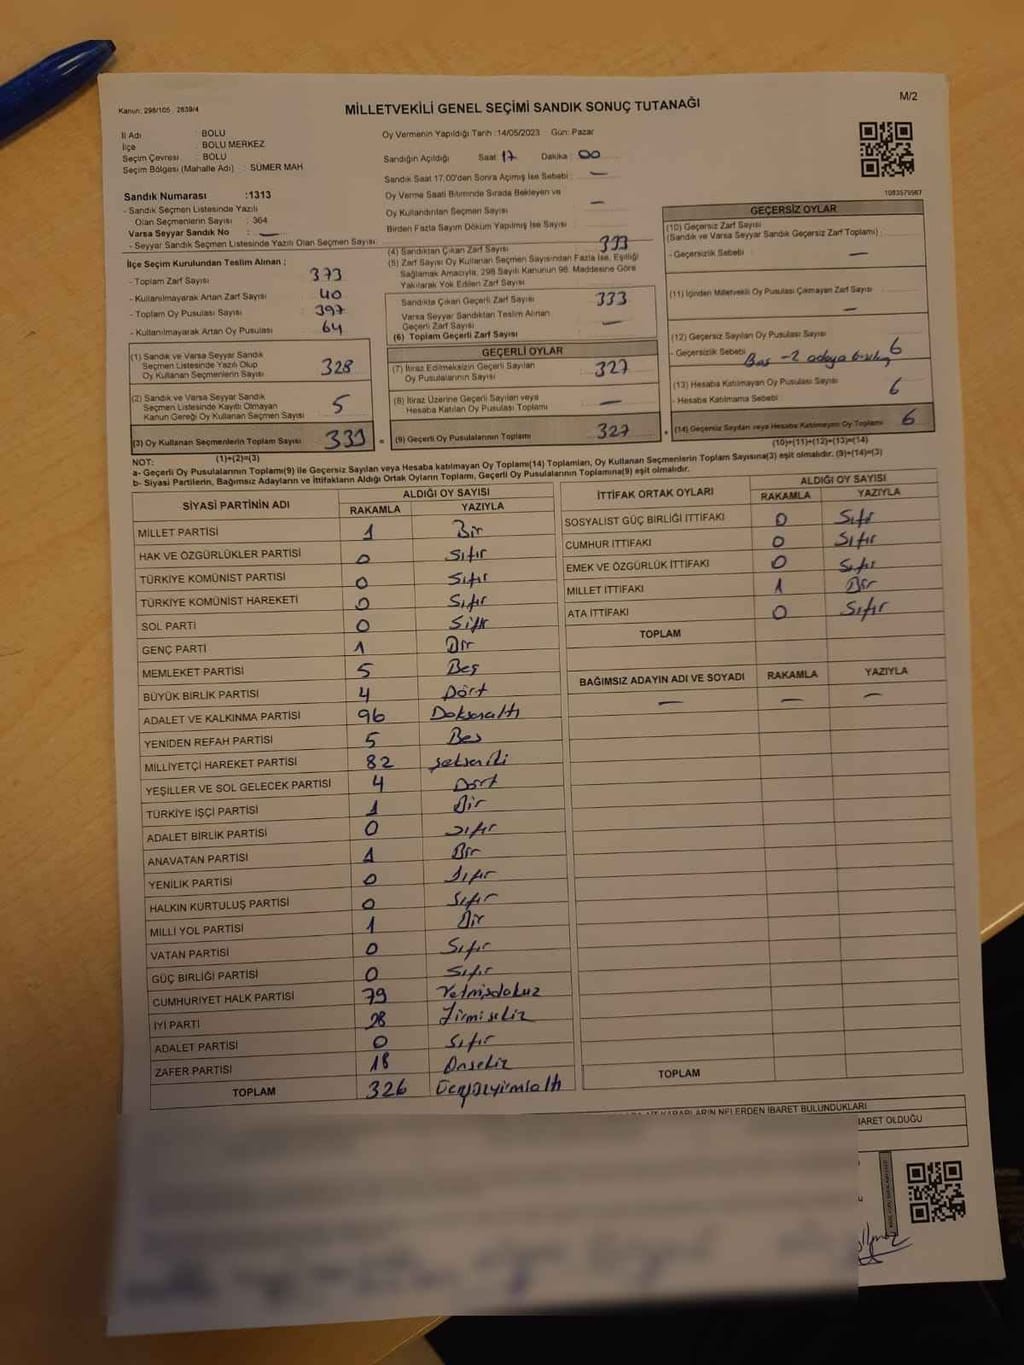 Kanun: 298/105 2839/4
MİLLETVEKİLİ GENEL SEÇİMİ SANDIK SONUÇ TUTANAĞI
M/2
İl Adı : BOLU
İlçe : BOLU MERKEZ
Seçim Çevresi : BOLU
Seçim Bölgesi (Mahalle Adı) : SÜMER MAH
Oy Vermenin Yapıldığı Tarih :14/05/2023 Gün: Pazar
Sandığın Açıldığı Saat 17 Dakika : 00
Sandık Saat 17.00'den Sonra Açımış İse Sebebi : —
Oy Verme Saati Bitiminde Sırada Bekleyen ve
Oy Kullandırılan Seçmen Sayısı —
Birden Fazla Sayım Döküm Yapılmış İse Sayısı
1093579567
Sandık Numarası :1313
- Sandık Seçmen Listesinde Yazılı
Olan Seçmenlerin Sayısı : 364
Varsa Seyyar Sandık No : —
- Seyyar Sandık Seçmen Listesinde Yazılı Olan Seçmen Sayısı:
İlçe Seçim Kurulundan Teslim Alınan ;
- Toplam Zarf Sayısı 373
- Kullanılmayarak Artan Zarf Sayısı 40
- Toplam Oy Pusulası Sayısı 397
- Kullanılmayarak Artan Oy Pusulası 64
(1) Sandık ve Varsa Seyyar Sandık
Seçmen Listesinde Yazılı Olup
Oy Kullanan Seçmenlerin Sayısı 328
(2) Sandık ve Varsa Seyyar Sandık
Seçmen Listesinde Kayıtlı Olmayan
Kanun Gereği Oy Kullanan Seçmen Sayısı 5
(3) Oy Kullanan Seçmenlerin Toplam Sayısı 333 =
(1)+(2)=(3)
(4) Sandıktan Çıkan Zarf Sayısı 333
(5) Zarf Sayısı Oy Kullanan Seçmen Sayısından Fazla İse, Eşitliği
Sağlamak Amacıyla, 298 Sayılı Kanunun 98. Maddesine Göre
Yakılarak Yok Edilen Zarf Sayısı
Sandıkta Çıkan Geçerli Zarf Sayısı 333
Varsa Seyyar Sandıktan Teslim Alınan
Geçerli Zarf Sayısı —
(6) Toplam Geçerli Zarf Sayısı
GEÇERLİ OYLAR
(7) İtiraz Edilmeksizin Geçerli Sayılan
Oy Pusulalarının Sayısı 327
(8) İtiraz Üzerine Geçerli Sayılan veya
Hesaba Katılan Oy Pusulası Toplamı —
(9) Geçerli Oy Pusulalarının Toplamı 327 +
GEÇERSİZ OYLAR
(10) Geçersiz Zarf Sayısı
(Sandık ve Varsa Seyyar Sandık Geçersiz Zarf Toplamı) :
- Geçersizlik Sebebi : —
(11) İçinden Milletvekili Oy Pusulası Çıkmayan Zarf Sayısı :
—
(12) Geçersiz Sayılan Oy Pusulası Sayısı 6
- Geçersizlik Sebebi Boş -2 adaya
(13) Hesaba Katılmayan Oy Pusulası Sayısı 6
- Hesaba Katılmama Sebebi
(14) Geçersiz Sayılan veya Hesaba Katılmayan Oy Toplamı 6
(10)+(11)+(12)+(13)=(14)
NOT:
a- Geçerli Oy Pusulalarının Toplamı(9) ile Geçersiz Sayılan veya Hesaba katılmayan Oy Toplamı(14) Toplamları, Oy Kullanan Seçmenlerin Toplam Sayısına(3) eşit olmalıdır. (9)+(14)=(3)
b- Siyasi Partilerin, Bağımsız Adayların ve İttifakların Aldığı Ortak Oyların Toplamı, Geçerli Oy Pusulalarının Toplamına(9) eşit olmalıdır.
SİYASİ PARTİNİN ADI ALDIĞI OY SAYISI
RAKAMLA YAZIYLA
MİLLET PARTİSİ 1 Bir
HAK VE ÖZGÜRLÜKLER PARTİSİ 0 Sıfır
TÜRKİYE KOMÜNİST PARTİSİ 0 Sıfır
TÜRKİYE KOMÜNİST HAREKETİ 0 Sıfır
SOL PARTİ 0 Sıfır
GENÇ PARTİ 1 Bir
MEMLEKET PARTİSİ 5 Beş
BÜYÜK BİRLİK PARTİSİ 4 Dört
ADALET VE KALKINMA PARTİSİ 96 Doksanaltı
YENİDEN REFAH PARTİSİ 5 Beş
MİLLİYETÇİ HAREKET PARTİSİ 82 seksen iki
YEŞİLLER VE SOL GELECEK PARTİSİ 4 Dört
TÜRKİYE İŞÇİ PARTİSİ 1 Bir
ADALET BİRLİK PARTİSİ 0 sıfır
ANAVATAN PARTİSİ 1 Bir
YENİLİK PARTİSİ 0 sıfır
HALKIN KURTULUŞ PARTİSİ 0 Sıfır
MİLLİ YOL PARTİSİ 1 Bir
VATAN PARTİSİ 0 Sıfır
GÜÇ BİRLİĞİ PARTİSİ 0 Sıfır
CUMHURİYET HALK PARTİSİ 79 Yetmişdokuz
İYİ PARTİ 28 Yirmi sekiz
ADALET PARTİSİ 0 Sıfır
ZAFER PARTİSİ 18 Onsekiz
TOPLAM 326 Üçyüzyirmialtı
İTTİFAK ORTAK OYLARI ALDIĞI OY SAYISI
RAKAMLA YAZIYLA
SOSYALİST GÜÇ BİRLİĞİ İTTİFAKI 0 Sıfır
CUMHUR İTTİFAKI 0 Sıfır
EMEK VE ÖZGÜRLÜK İTTİFAKI 0 Sıfır
MİLLET İTTİFAKI 1 Bir
ATA İTTİFAKI 0 Sıfır
TOPLAM
BAĞIMSIZ ADAYIN ADI VE SOYADI RAKAMLA YAZIYLA
— — —
TOPLAM
KARARLARIN NELERDEN İBARET BULUNDUKLARI
İBARET OLDUĞU